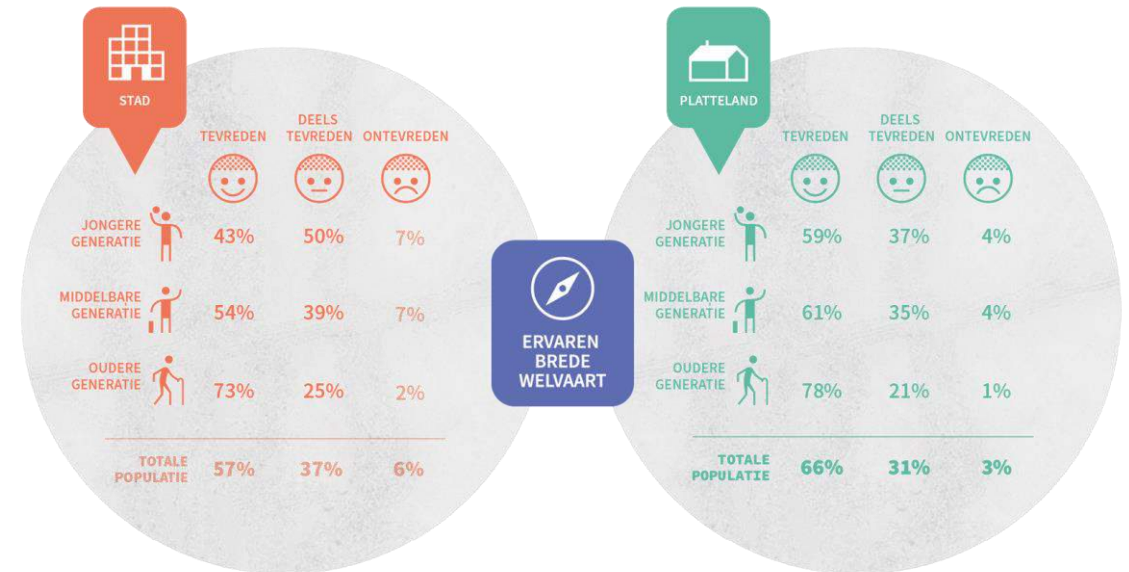 STAD
TEVREDEN
DEELS
TEVREDEN
ONTEVREDEN
JONGERE
GENERATIE
43% 50% 7%
MIDDELBARE
GENERATIE
54% 39% 7%
OUDERE
GENERATIE
73% 25% 2%
TOTALE
POPULATIE
57% 37% 6%
ERVAREN
BREDE
WELVAART
PLATTELAND
TEVREDEN
DEELS
TEVREDEN
ONTEVREDEN
JONGERE
GENERATIE
59% 37% 4%
MIDDELBARE
GENERATIE
61% 35% 4%
OUDERE
GENERATIE
78% 21% 1%
TOTALE
POPULATIE
66% 31% 3%